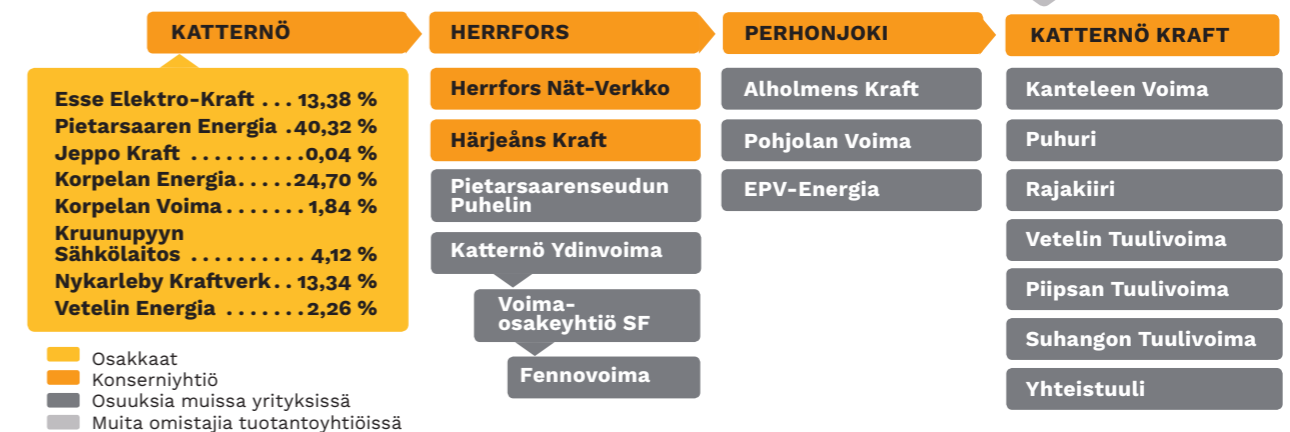 KATTERNÖ
Esse Elektro-Kraft . . . 13,38 %
Pietarsaaren Energia .40,32 %
Jeppo Kraft . . . . . . . . . .0,04 %
Korpelan Energia. . . . .24,70 %
Korpelan Voima . . . . . . . 1,84 %
Kruunupyyn
Sähkölaitos . . . . . . . . . . 4,12 %
Nykarleby Kraftverk . . 13,34 %
Vetelin Energia . . . . . . .2,26 %
Osakkaat
Konserniyhtiö
Osuuksia muissa yrityksissä
Muita omistajia tuotantoyhtiöissä
HERRFORS
Herrfors Nät-Verkko
Härjeåns Kraft
Pietarsaarenseudun
Puhelin
Katternö Ydinvoima
Voima-
osakeyhtiö SF
Fennovoima
PERHONJOKI
Alholmens Kraft
Pohjolan Voima
EPV-Energia
KATTERNÖ KRAFT
Kanteleen Voima
Puhuri
Rajakiiri
Vetelin Tuulivoima
Piipsan Tuulivoima
Suhangon Tuulivoima
Yhteistuuli